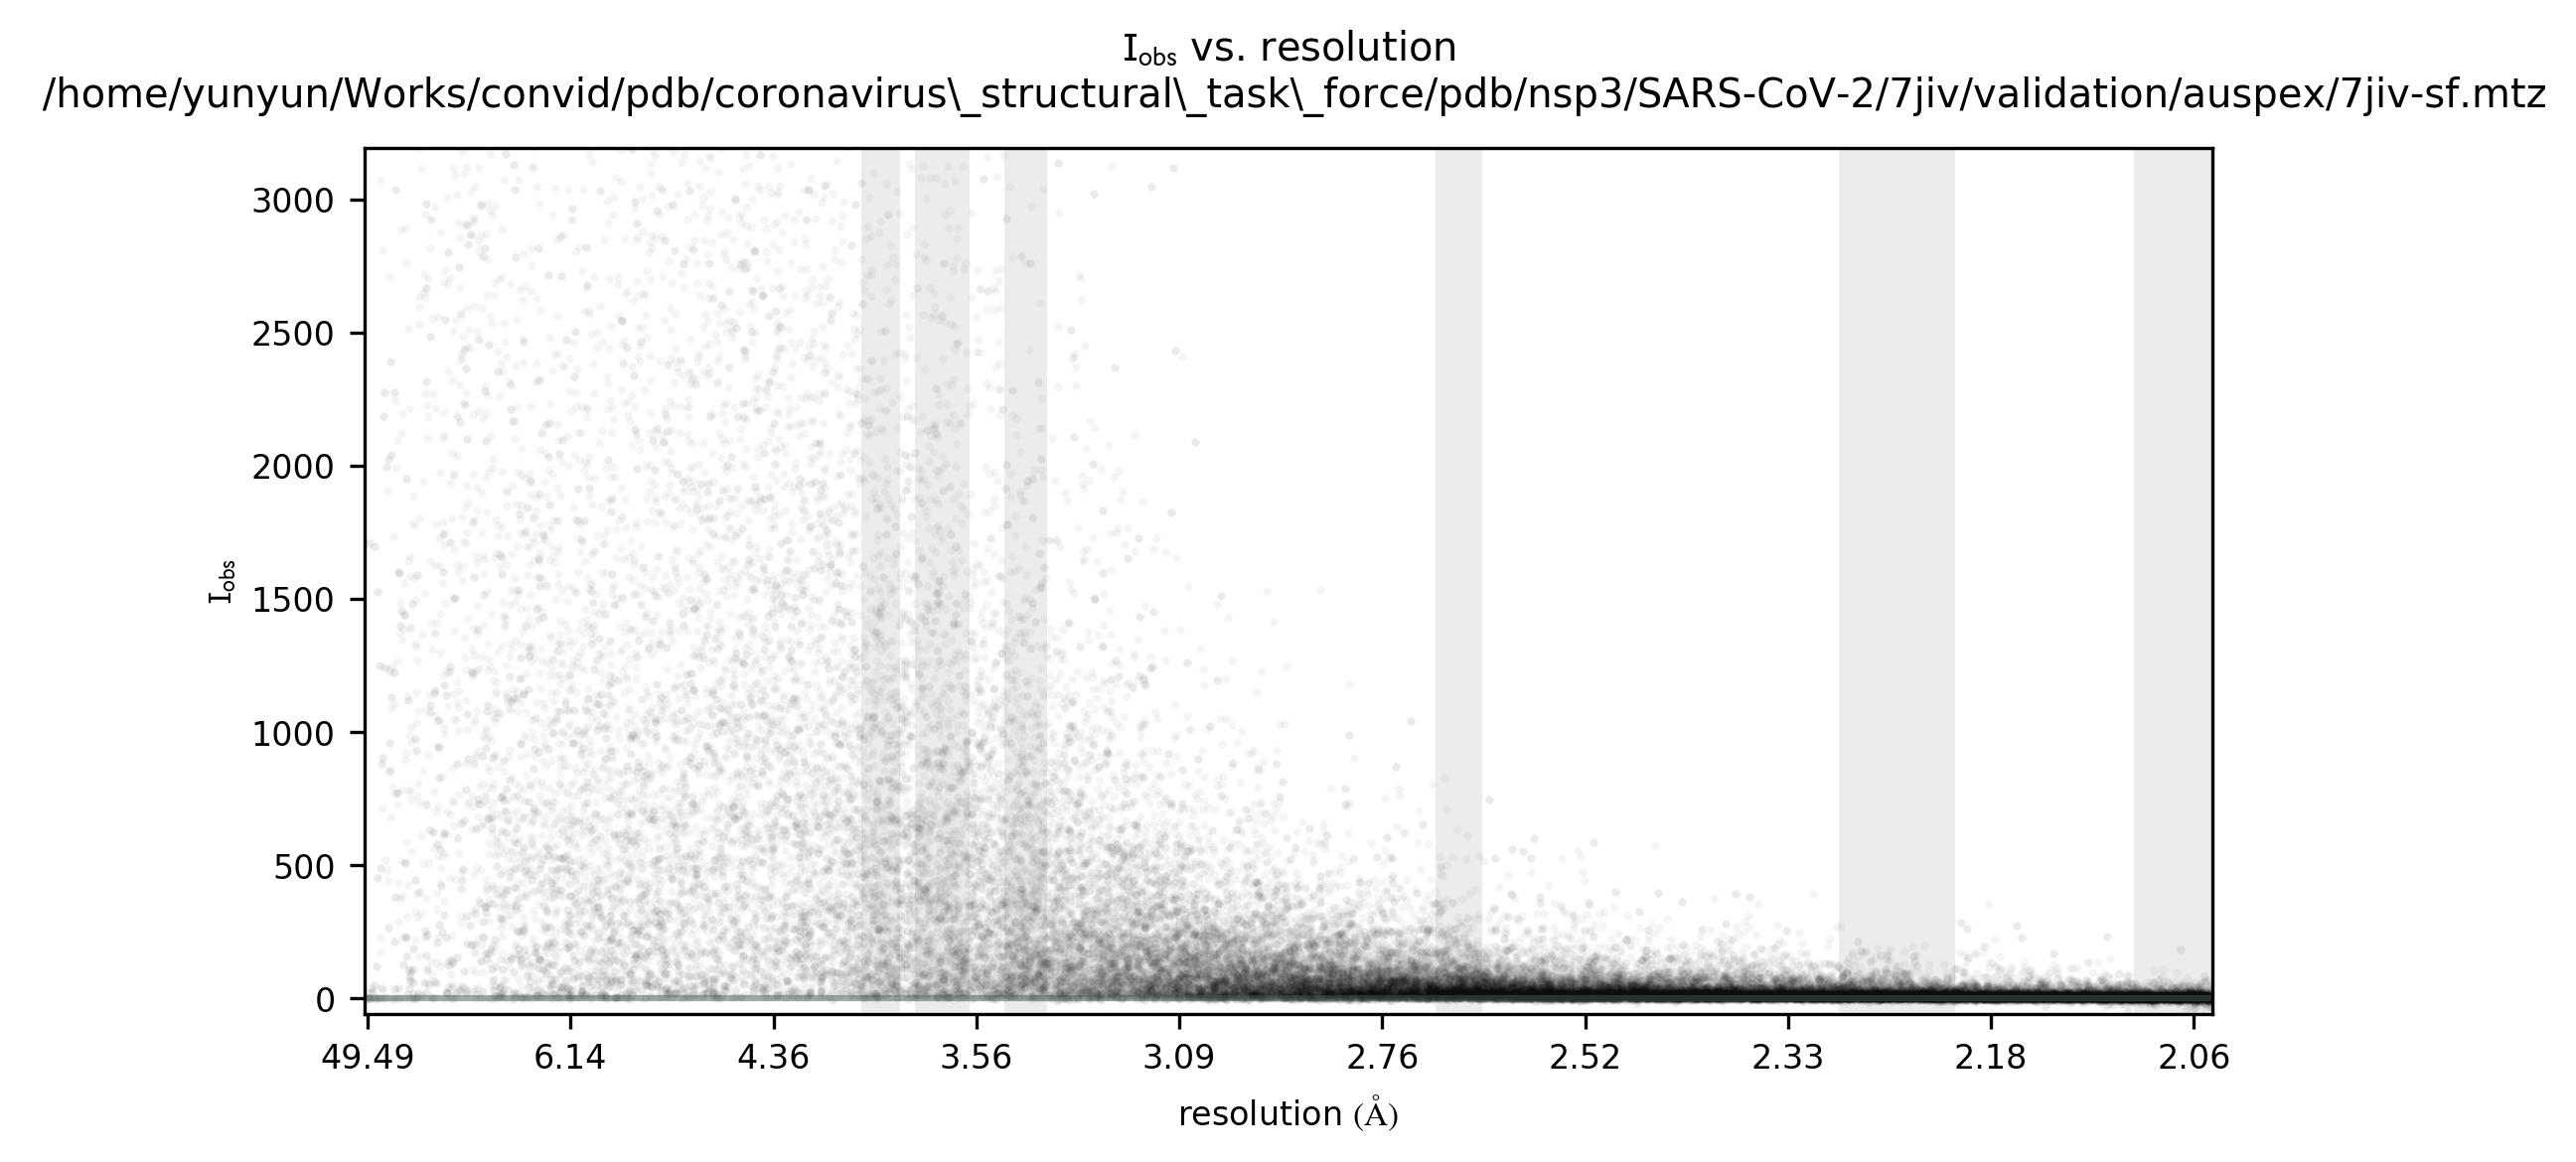 Iobs vs. resolution
/home/yunyun/Works/convid/pdb/coronavirus\_structural\_task\_force/pdb/nsp3/SARS-CoV-2/7jiv/validation/auspex/7jiv-sf.mtz
3000
2500
2000
Iobs
1500
1000
500
0
49.49 6.14 4.36 3.56 3.09 2.76 2.52 2.33 2.18 2.06
resolution (Å)